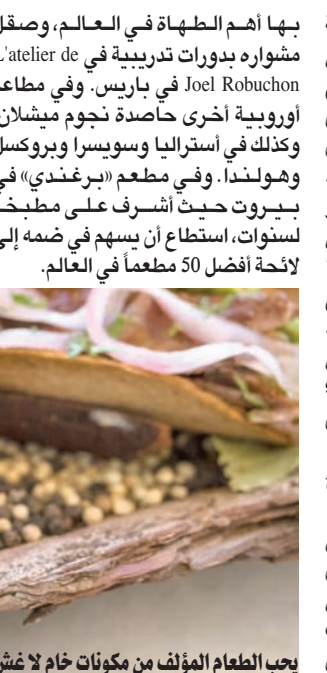 بها أهم الطهاة في العالم، وصقل
مشواره بدورات تدريبية في L'atelier de
Joel Robuchon في باريس. وفي مطاعم
أوروبية أخرى حاصدة نجوم ميشلان
وكذلك في أستراليا وسويسرا وبروكسل
وهولندا. وفي مطعم «برغندي» في
بيروت حيث أشرف على مطبخه
لسنوات، استطاع أن يسهم في ضمه إلى
لائحة أفضل 50 مطعماً في العالم.
يحب الطعام المؤلف من مكونات خام لا غش